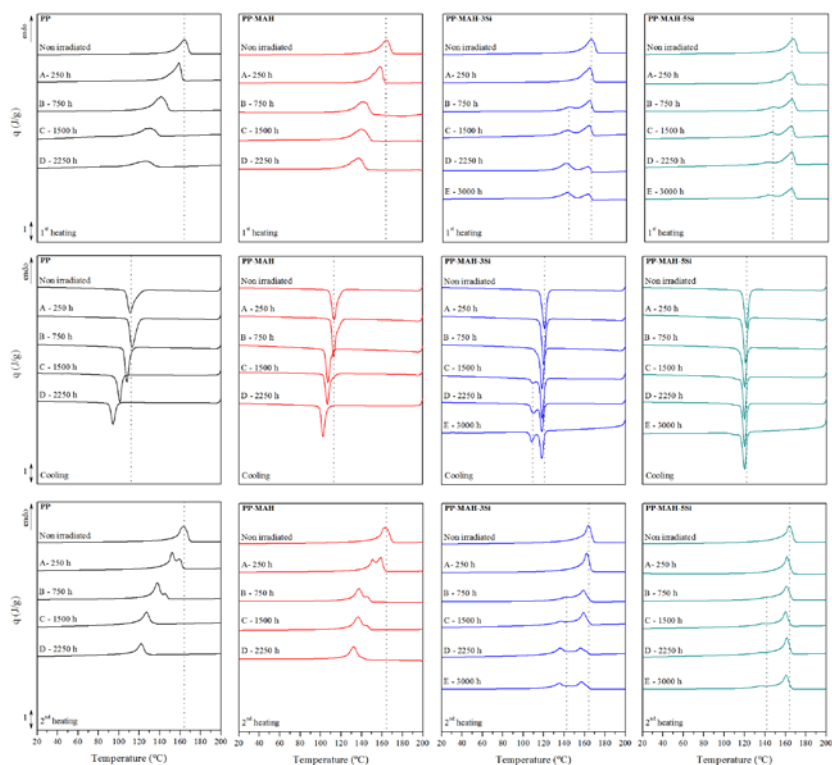 PP
endo
Non irradiated
A - 250 h
B - 750 h
C - 1500 h
D - 2250 h
q (J/g)
1
1st heating
PP-MAH
Non irradiated
A - 250 h
B - 750 h
C - 1500 h
D - 2250 h
1st heating
PP-MAH-3Si
Non irradiated
A - 250 h
B - 750 h
C - 1500 h
D - 2250 h
E - 3000 h
1st heating
PP-MAH-5Si
Non irradiated
A - 250 h
B - 750 h
C - 1500 h
D - 2250 h
E - 3000 h
1st heating
PP
endo
Non irradiated
A - 250 h
B - 750 h
C - 1500 h
D - 2250 h
q (J/g)
1
Cooling
PP-MAH
Non irradiated
A - 250 h
B - 750 h
C - 1500 h
D - 2250 h
Cooling
PP-MAH-3Si
Non irradiated
A - 250 h
B - 750 h
C - 1500 h
D - 2250 h
E - 3000 h
Cooling
PP-MAH-5Si
Non irradiated
A - 250 h
B - 750 h
C - 1500 h
D - 2250 h
E - 3000 h
Cooling
PP
endo
Non irradiated
A - 250 h
B - 750 h
C - 1500 h
D - 2250 h
q (J/g)
1
2nd heating
20 40 60 80 100 120 140 160 180 200
Temperature (ºC)
PP-MAH
Non irradiated
A - 250 h
B - 750 h
C - 1500 h
D - 2250 h
2nd heating
20 40 60 80 100 120 140 160 180 200
Temperature (ºC)
PP-MAH-3Si
Non irradiated
A - 250 h
B - 750 h
C - 1500 h
D - 2250 h
E - 3000 h
2nd heating
20 40 60 80 100 120 140 160 180 200
Temperature (ºC)
PP-MAH-5Si
Non irradiated
A - 250 h
B - 750 h
C - 1500 h
D - 2250 h
E - 3000 h
2nd heating
20 40 60 80 100 120 140 160 180 200
Temperature (ºC)